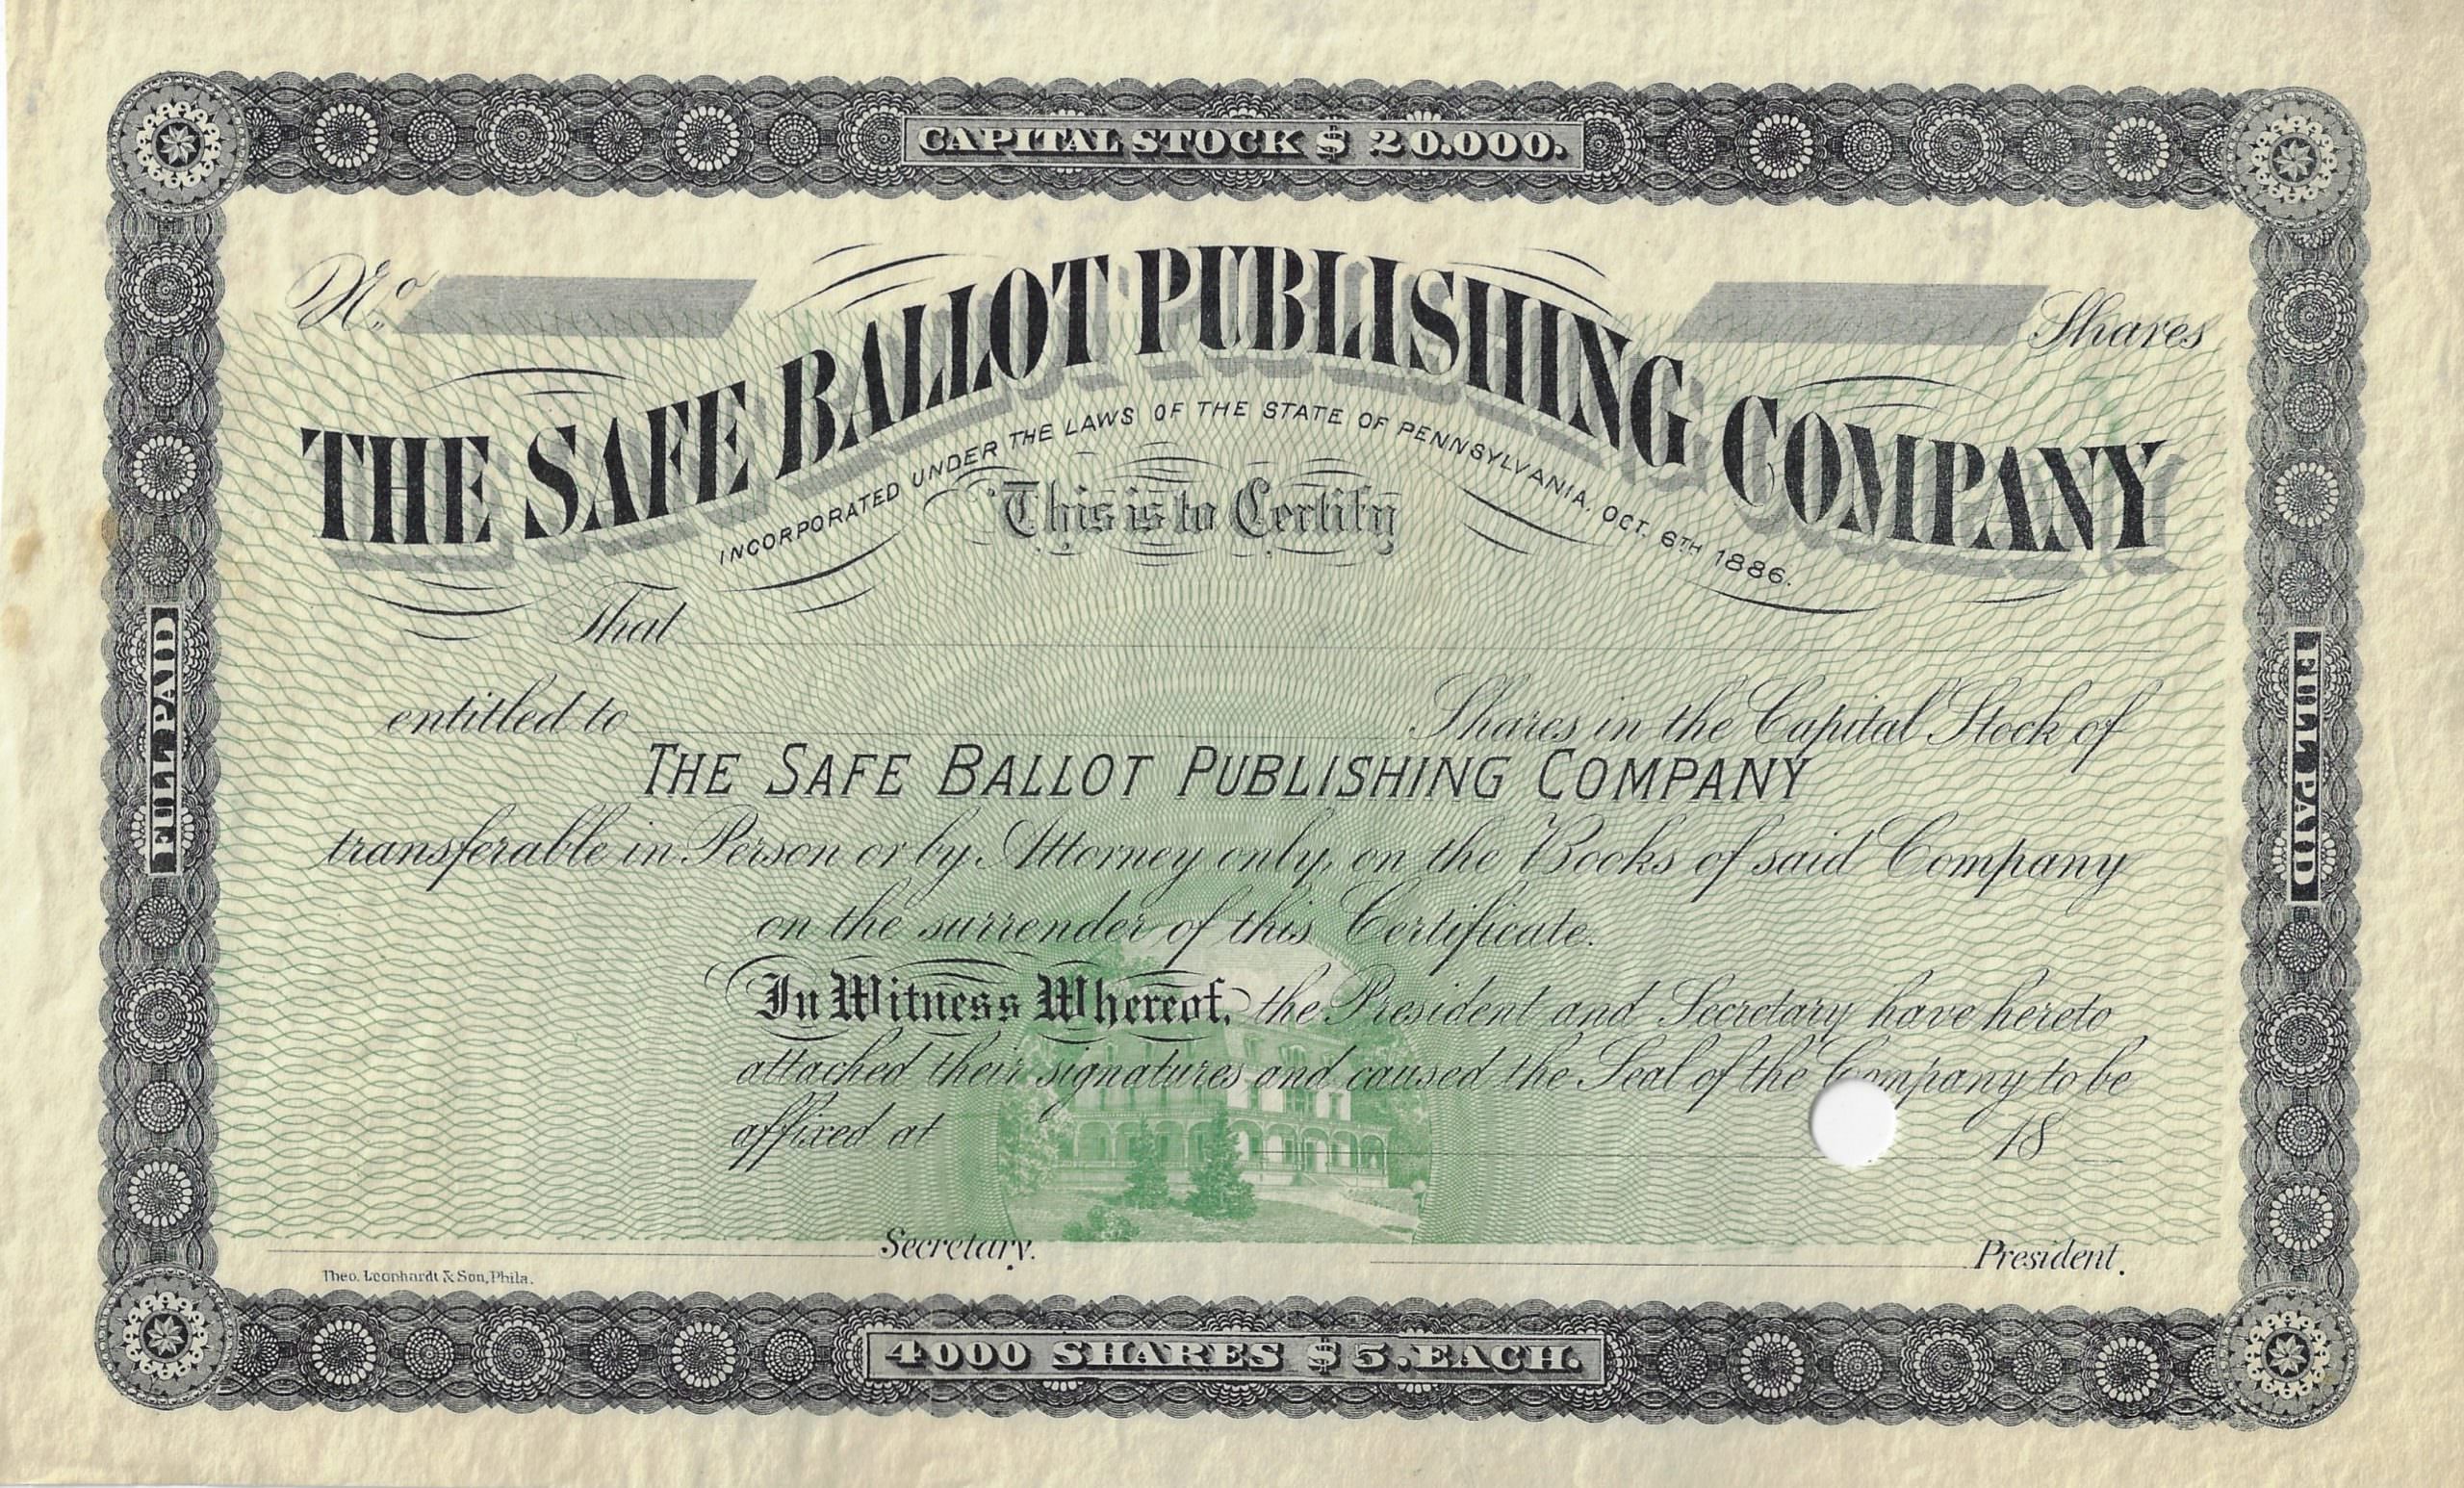 CAPITAL STOCK $ 20.000.
No. Shares
THE SAFE BALLOT PUBLISHING COMPANY
INCORPORATED UNDER THE LAWS OF THE STATE OF PENNSYLVANIA, OCT. 6TH 1886.
This is to Certify
That
entitled to Shares in the Capital Stock of
THE SAFE BALLOT PUBLISHING COMPANY
transferable in Person or by Attorney only, on the Books of said Company
on the surrender of this Certificate.
In Witness Whereof, the President and Secretary have hereto
attached their signatures and caused the Seal of the Company to be
affixed at 18
Secretary. President.
Theo. Leonhardt & Son, Phila.
FULL PAID
FULL PAID
4000 SHARES $5. EACH.